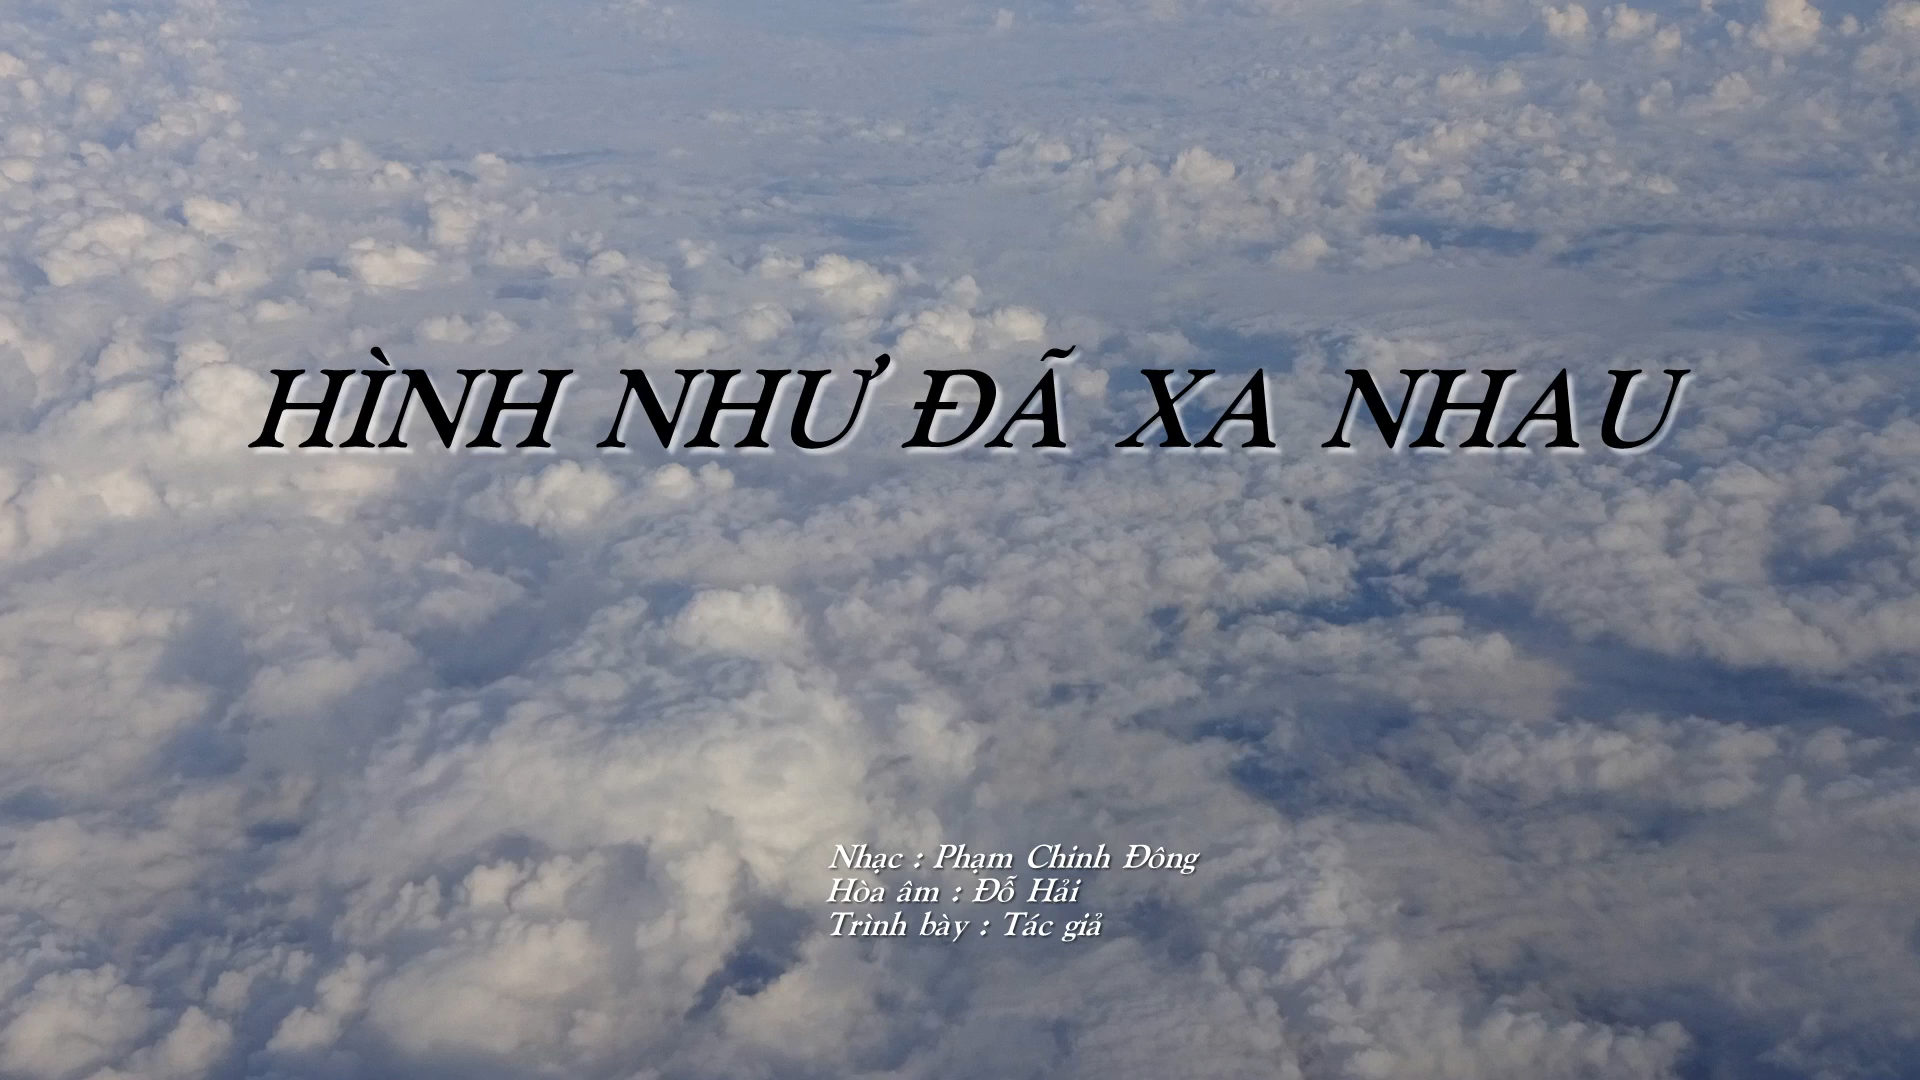 HÌNH NHƯ ĐÃ XA NHAU
Nhạc : Phạm Chinh Đông
Hòa âm : Đỗ Hải
Trình bày : Tác giả